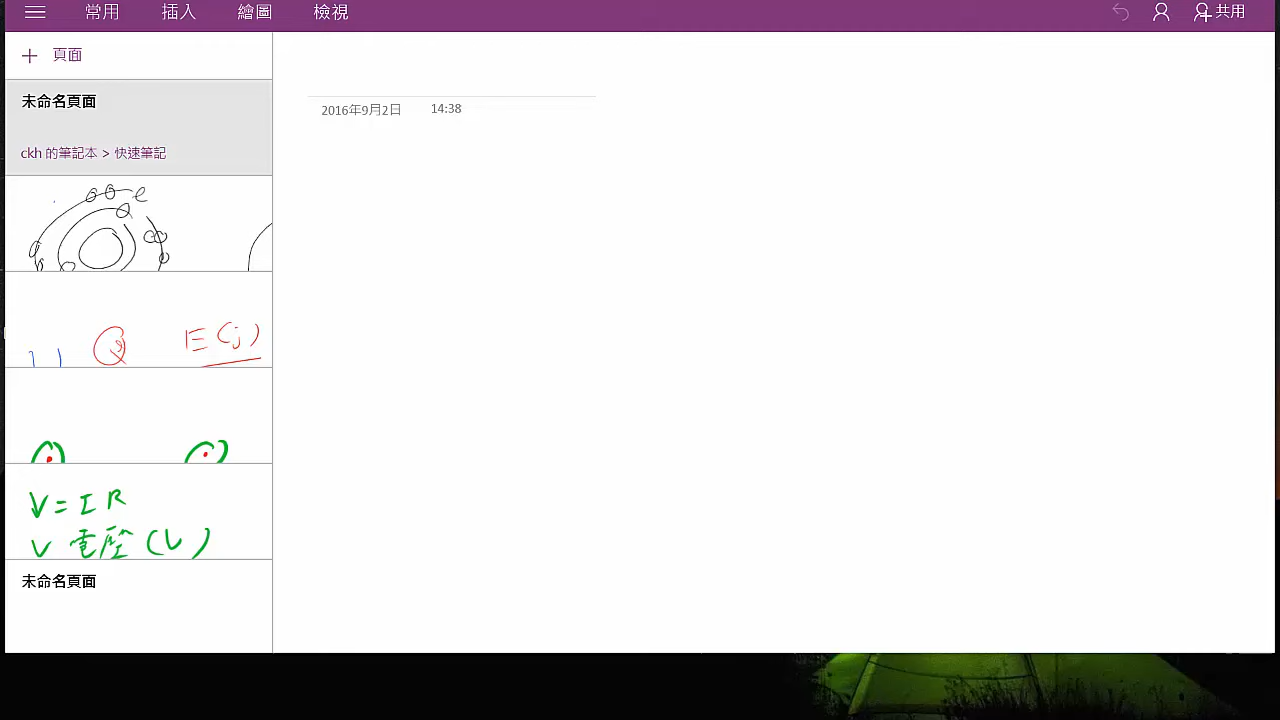 常用 插入 繪圖 檢視 共用
頁面
未命名頁面
ckh 的筆記本 > 快速筆記
2016年9月2日 14:38
e
Q
Q E(j)
V=IR
V 電壓(V)
未命名頁面